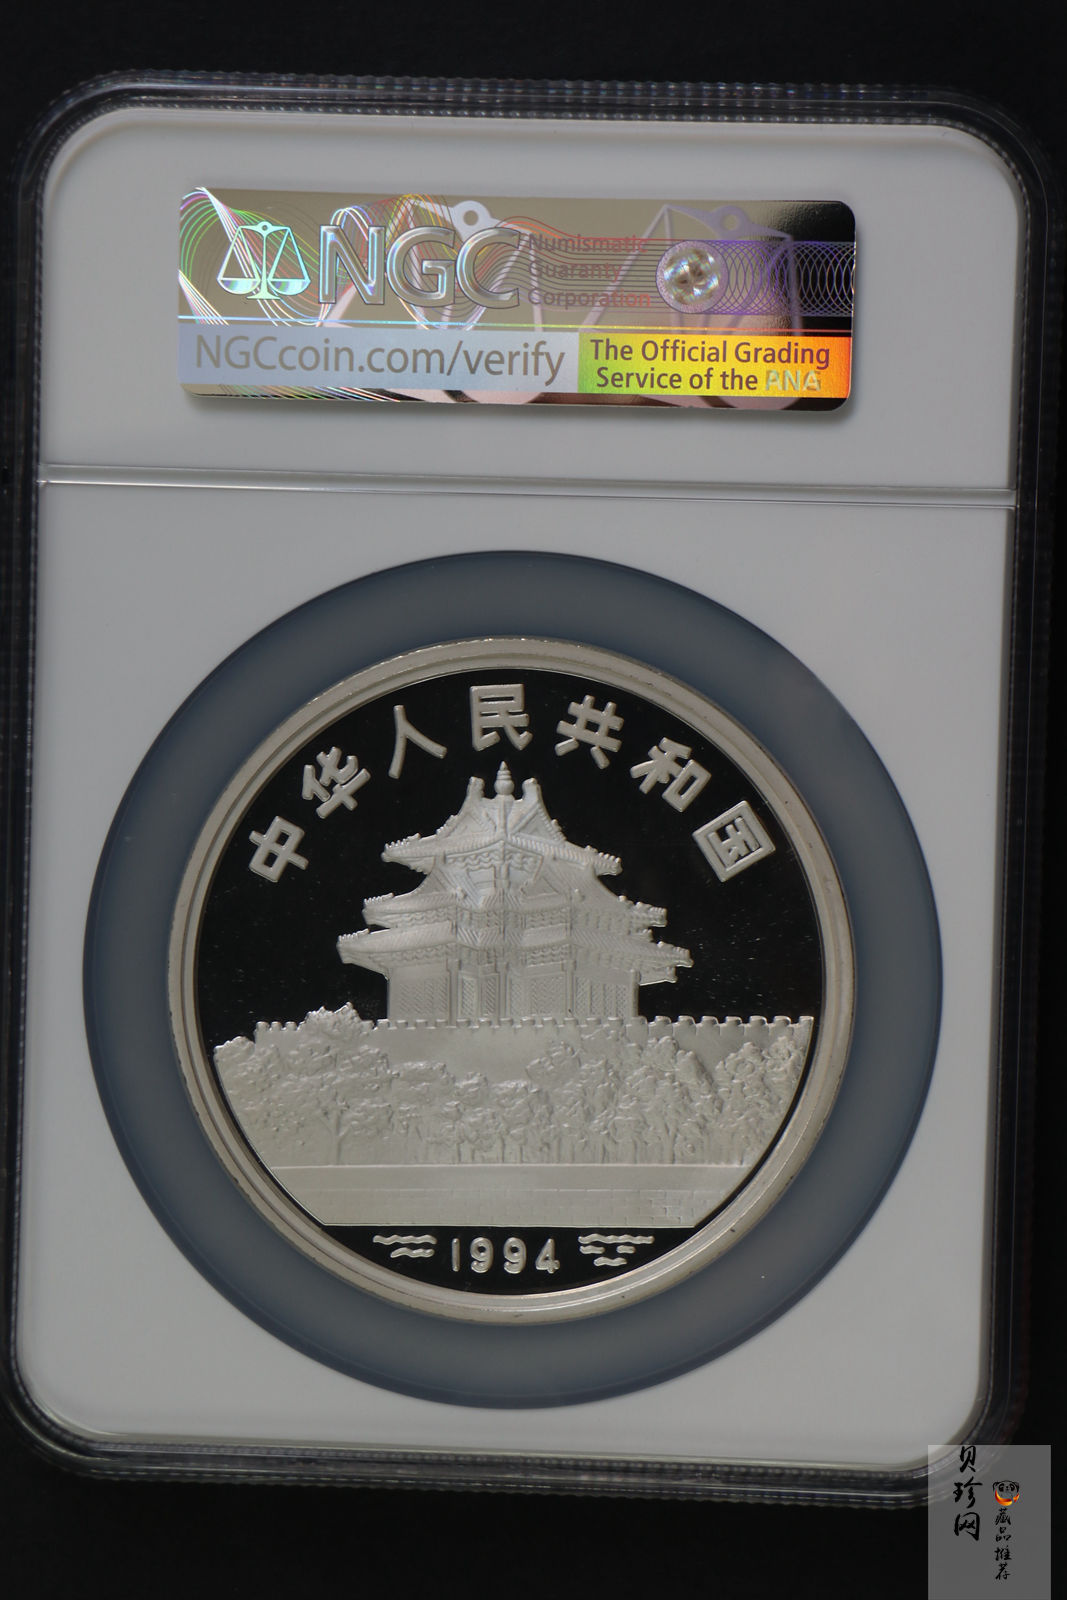 NGC
Numismatic
Guaranty
Corporation
NGCcoin.com/verify
The Official Grading
Service of the PNG
中华人民共和国
1994
贝珍网
藏品推荐